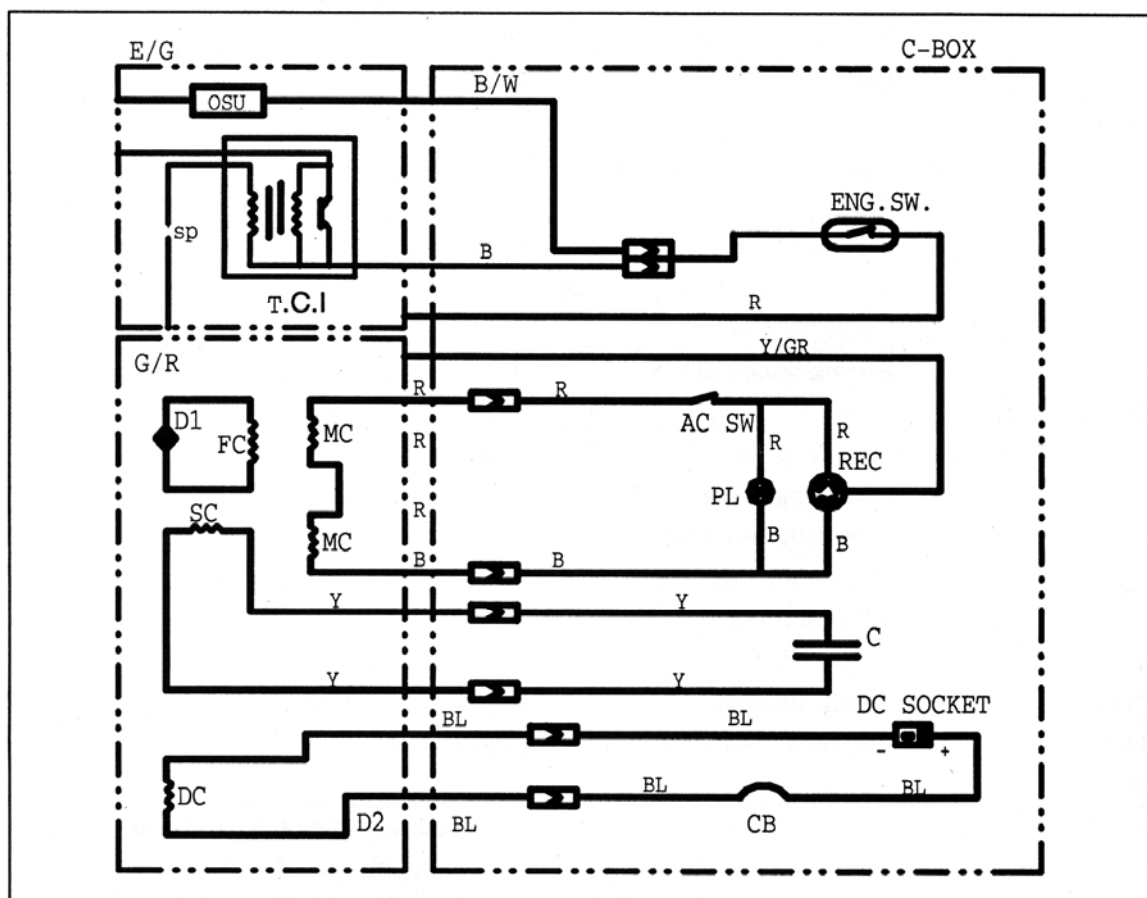 E/G
C-BOX
OSU
B/W
ENG.SW.
sp
B
T.C.I
R
G/R
Y/GR
R
R
D1
FC
MC
R
AC SW
R
R
REC
PL
SC
R
MC
B
B
B
B
Y
Y
C
Y
Y
BL
BL
DC SOCKET
- +
DC
BL
BL
D2
BL
CB